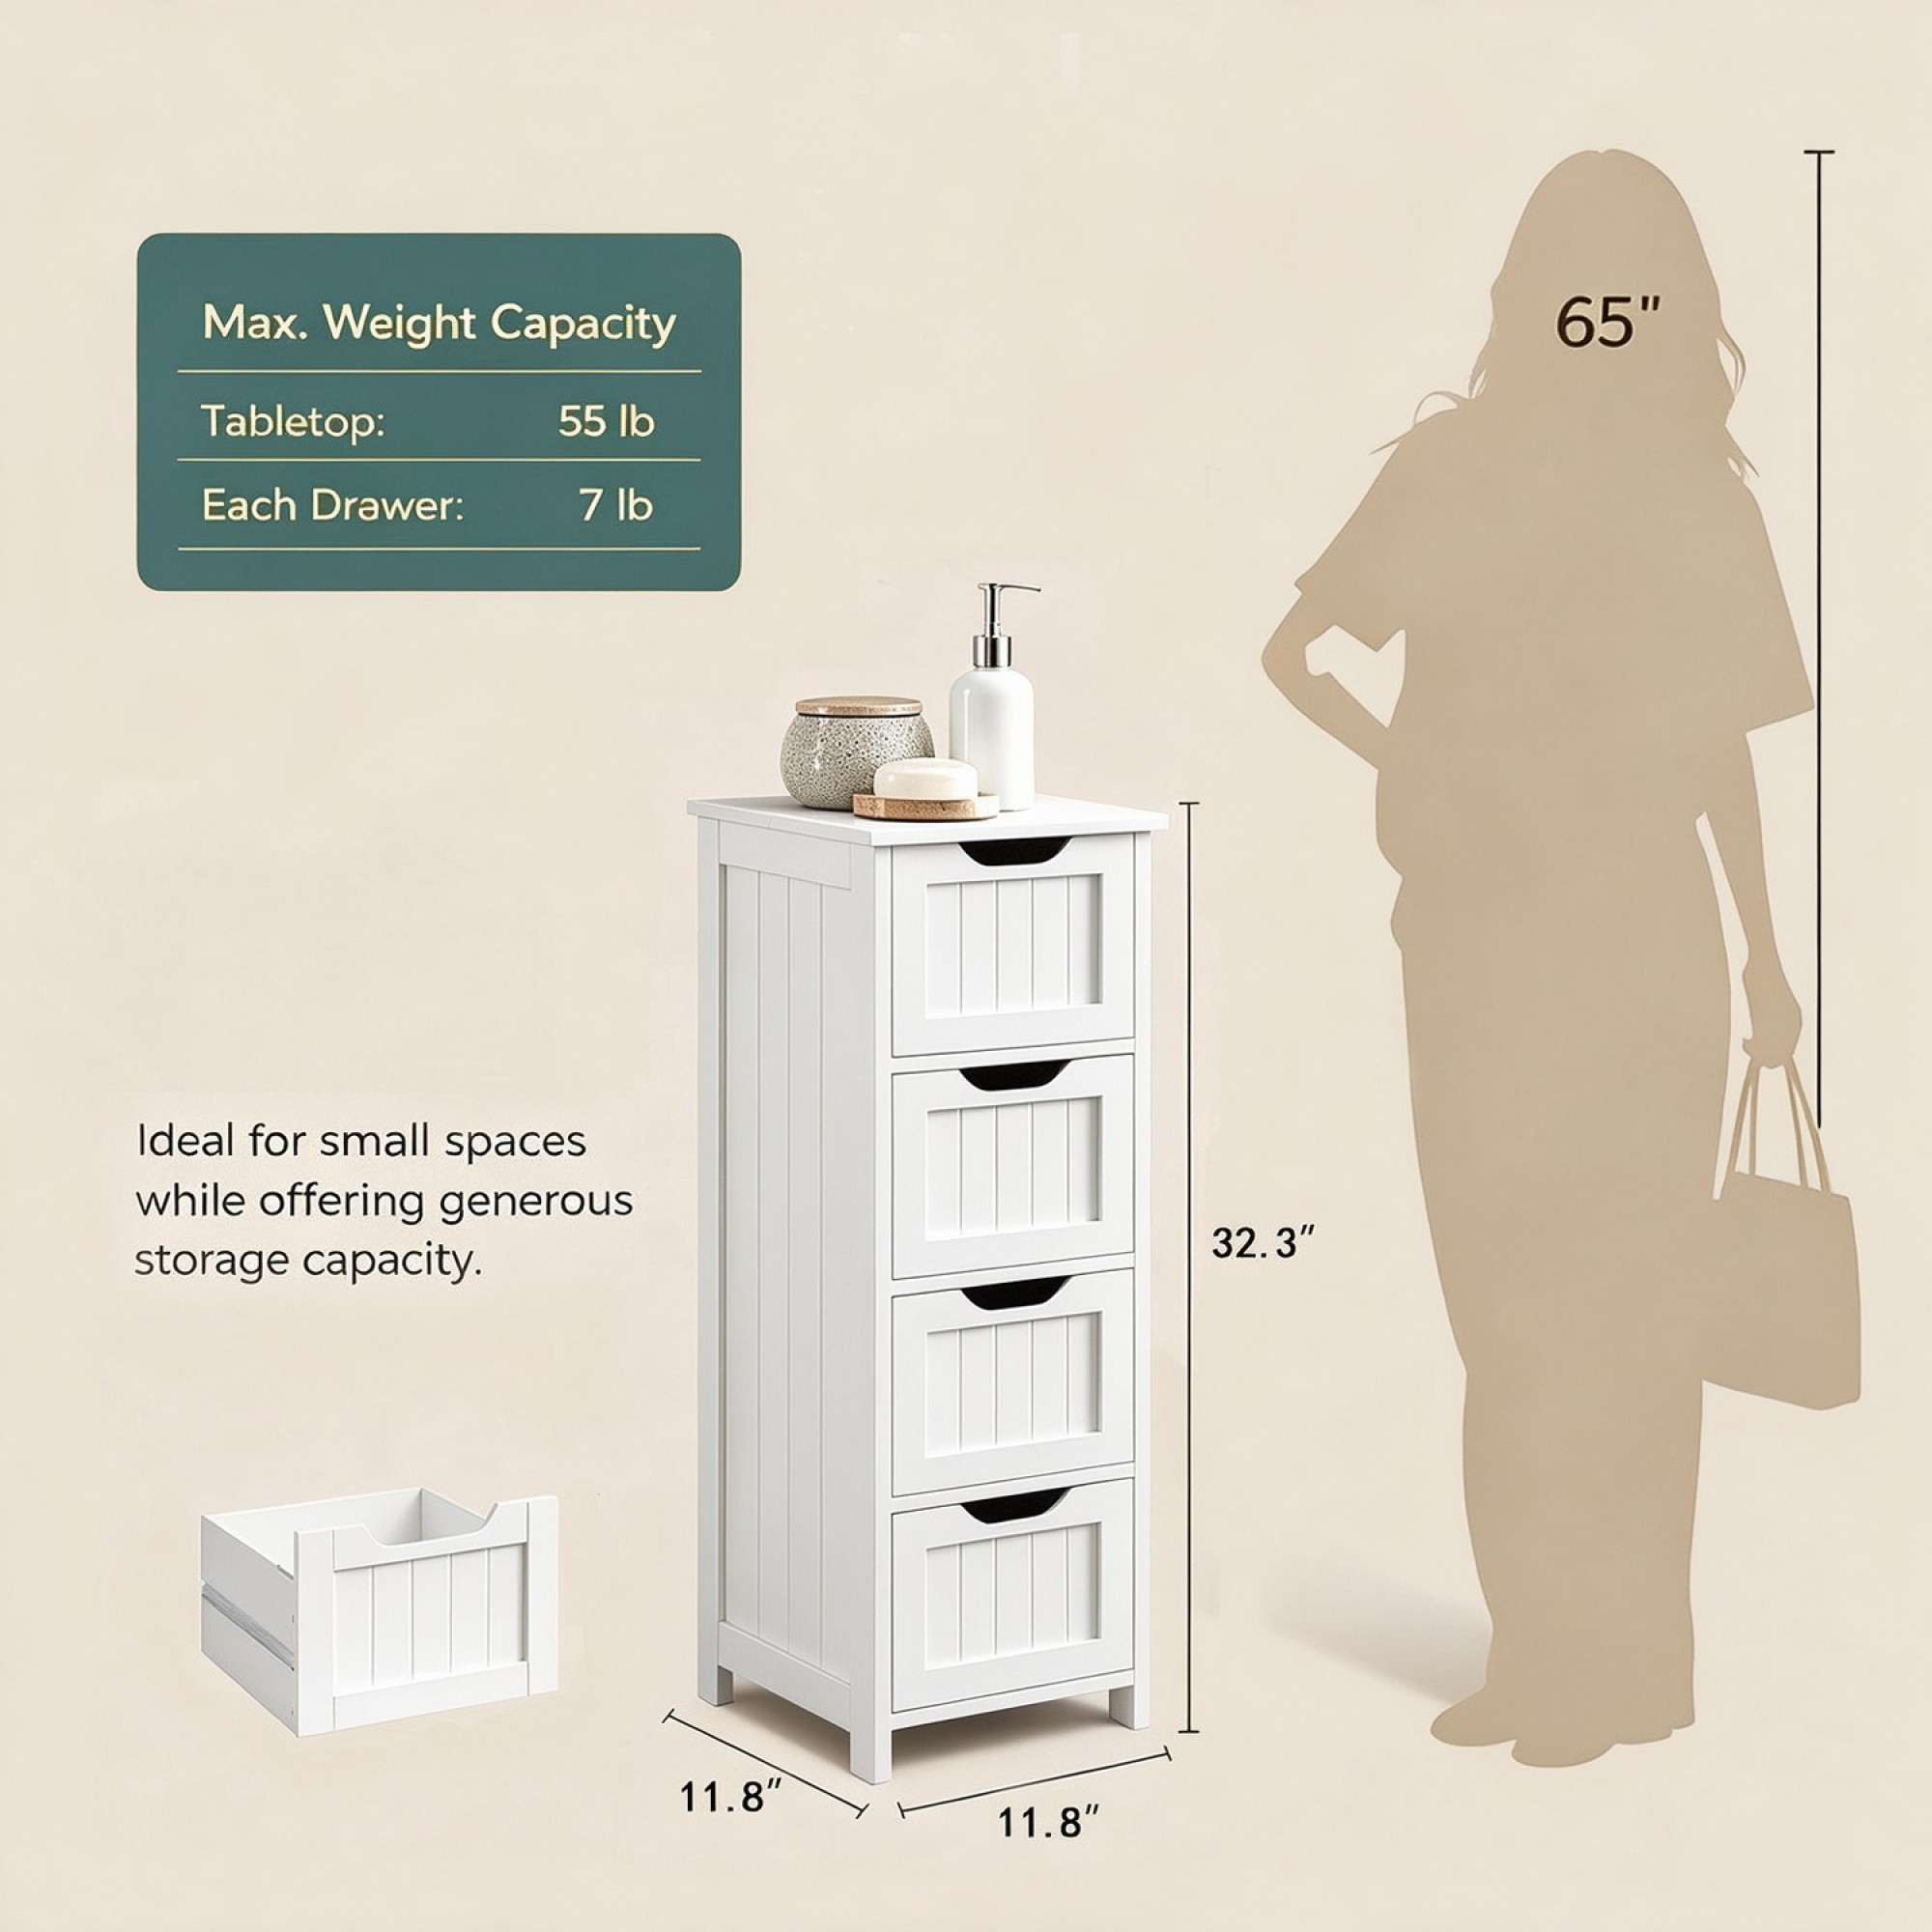 65"
Max. Weight Capacity
Tabletop: 55 lb
Each Drawer: 7 lb
Ideal for small spaces
while offering generous
storage capacity.
32.3"
11.8"
11.8"